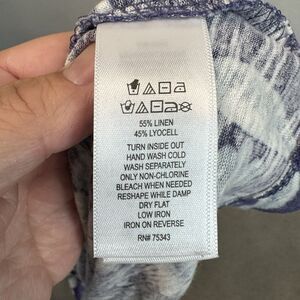 55% LINEN
45% LYOCELL
TURN INSIDE OUT
HAND WASH COLD
WASH SEPARATELY
ONLY NON-CHLORINE
BLEACH WHEN NEEDED
RESHAPE WHILE DAMP
DRY FLAT
LOW IRON
IRON ON REVERSE
RN# 75343